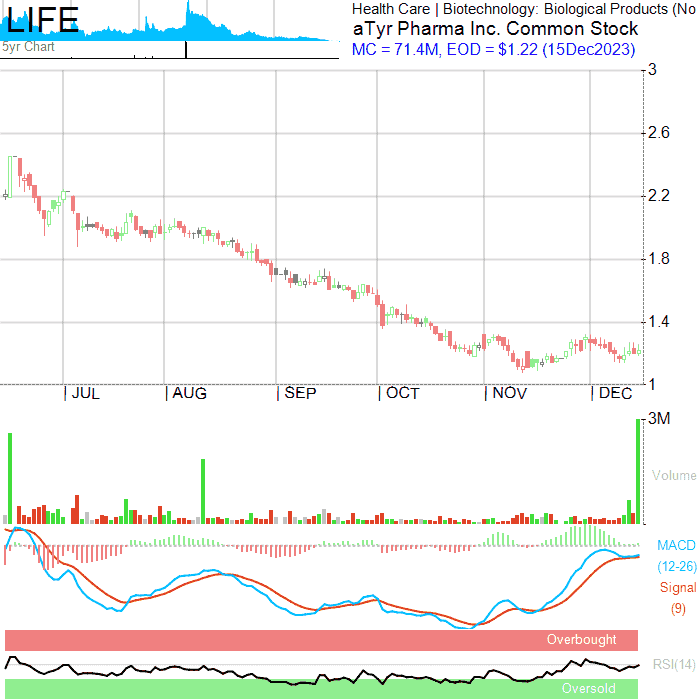 LIFE
5yr Chart
Health Care | Biotechnology: Biological Products (No
aTyr Pharma Inc. Common Stock
MC = 71.4M, EOD = $1.22 (15Dec2023)
3
2.6
2.2
1.8
1.4
1
JUL AUG SEP OCT NOV DEC
3M
Volume
MACD
(12-26)
Signal
(9)
Overbought
RSI(14)
Oversold